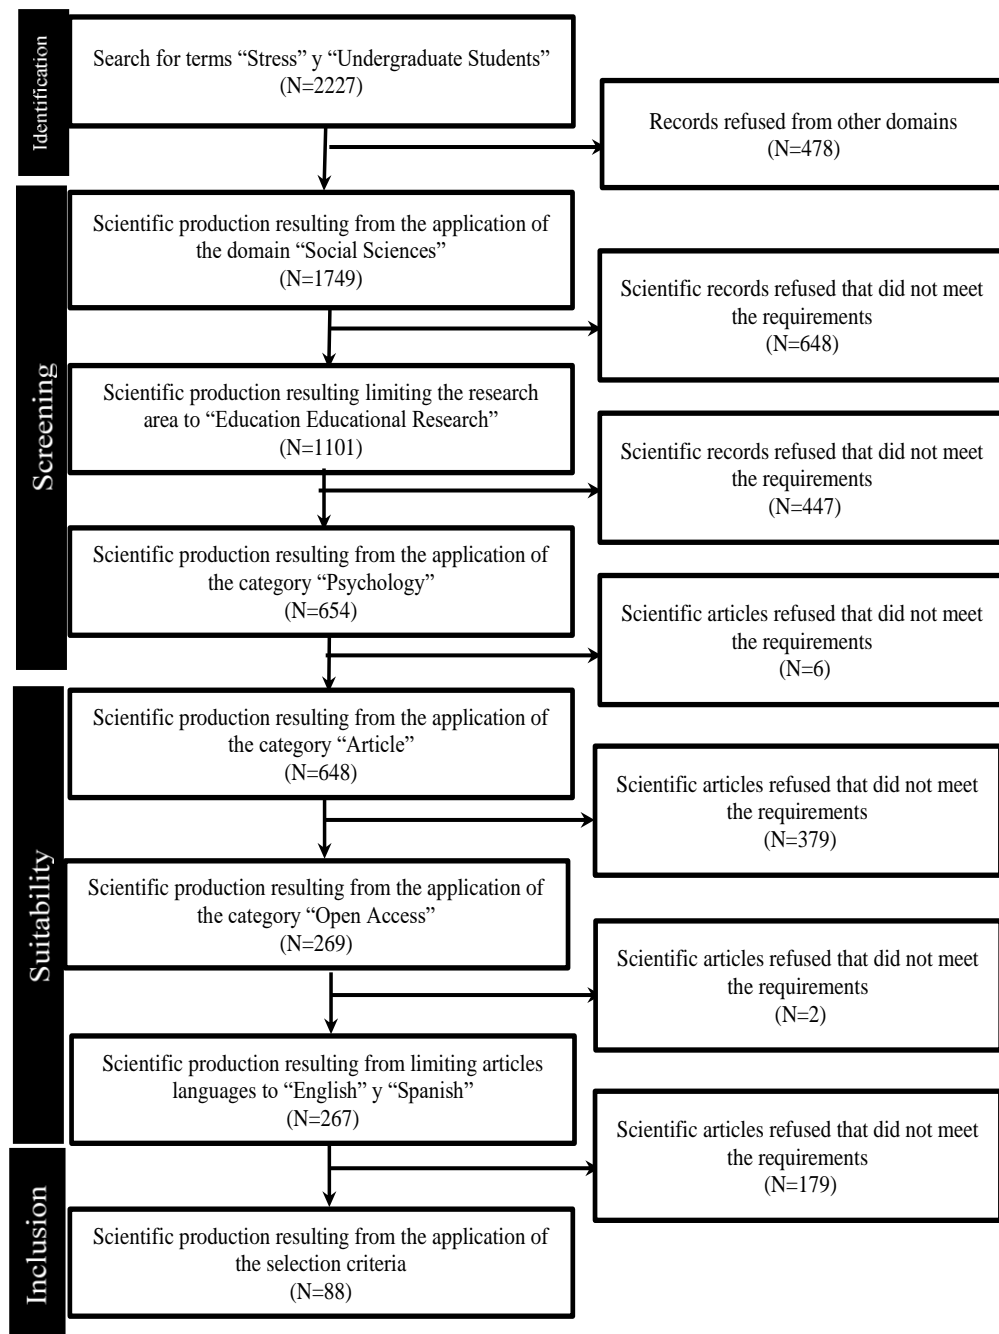 Identification
Search for terms “Stress” y “Undergraduate Students”
(N=2227)
Records refused from other domains
(N=478)
Screening
Scientific production resulting from the application of
the domain “Social Sciences”
(N=1749)
Scientific records refused that did not meet
the requirements
(N=648)
Scientific production resulting limiting the research
area to “Education Educational Research”
(N=1101)
Scientific records refused that did not meet
the requirements
(N=447)
Scientific production resulting from the application of
the category “Psychology”
(N=654)
Scientific articles refused that did not meet
the requirements
(N=6)
Suitability
Scientific production resulting from the application of
the category “Article”
(N=648)
Scientific articles refused that did not meet
the requirements
(N=379)
Scientific production resulting from the application of
the category “Open Access”
(N=269)
Scientific articles refused that did not meet
the requirements
(N=2)
Scientific production resulting from limiting articles
languages to “English” y “Spanish”
(N=267)
Scientific articles refused that did not meet
the requirements
(N=179)
Inclusion
Scientific production resulting from the application of
the selection criteria
(N=88)